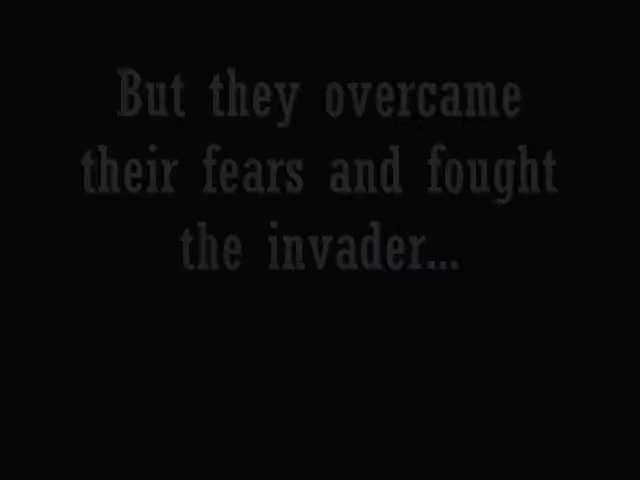 But they overcame
their fears and fought
the invader...